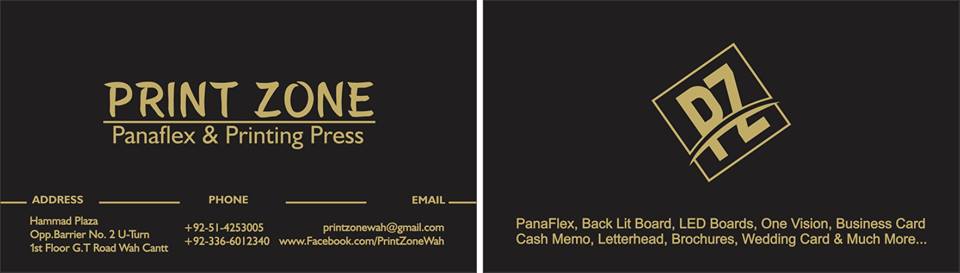 PRINT ZONE
Panaflex & Printing Press
ADDRESS
Hammad Plaza
Opp.Barrier No. 2 U-Turn
1st Floor G.T Road Wah Cantt
PHONE
+92-51-4253005
+92-336-6012340
EMAIL
printzonewah@gmail.com
www.Facebook.com/PrintZoneWah
PZ
PanaFlex, Back Lit Board, LED Boards, One Vision, Business Card
Cash Memo, Letterhead, Brochures, Wedding Card & Much More...